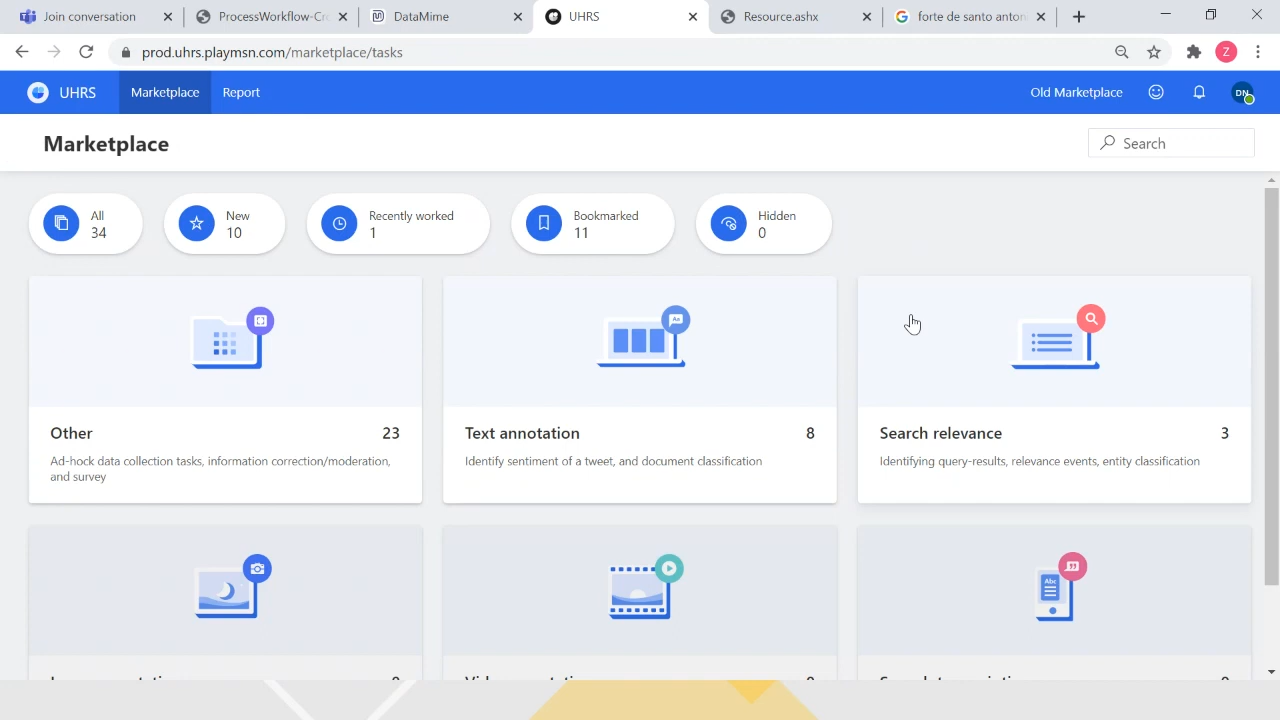 Join conversation
ProcessWorkflow-Cro
DataMime
UHRS
Resource.ashx
forte de santo anton
prod.uhrs.playmsn.com/marketplace/tasks
Z
UHRS
Marketplace
Report
Old Marketplace
DN
Marketplace
Search
All
34
New
10
Recently worked
1
Bookmarked
11
Hidden
0
Other
23
Ad-hock data collection tasks, information correction/moderation,
and survey
Text annotation
8
Identify sentiment of a tweet, and document classification
Search relevance
3
Identifying query-results, relevance events, entity classification
Abc